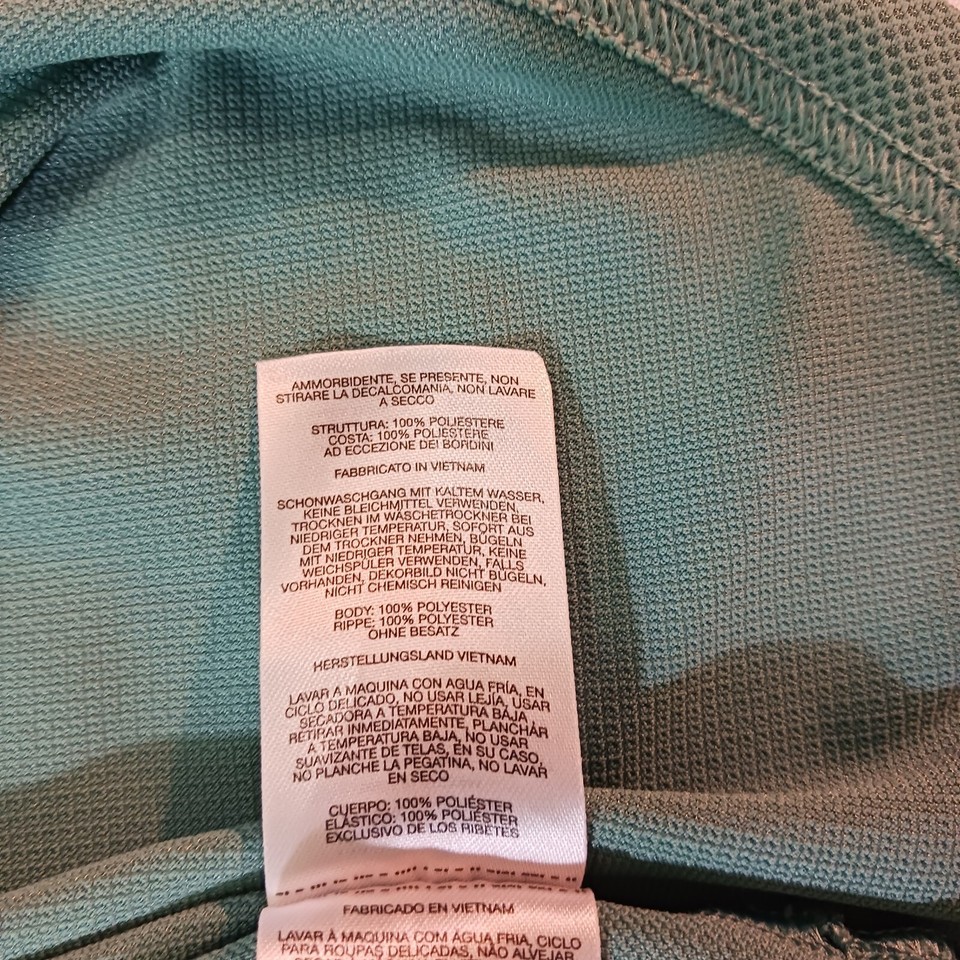 AMMORBIDENTE, SE PRESENTE, NON
STIRARE LA DECALCOMANIA, NON LAVARE
A SECCO
STRUTTURA: 100% POLIESTERE
COSTA: 100% POLIESTERE
AD ECCEZIONE DEI BORDINI
FABBRICATO IN VIETNAM
SCHONWASCHGANG MIT KALTEM WASSER,
KEINE BLEICHMITTEL VERWENDEN,
TROCKNEN IM WÄSCHETROCKNER BEI
NIEDRIGER TEMPERATUR, SOFORT AUS
DEM TROCKNER NEHMEN, BÜGELN
MIT NIEDRIGER TEMPERATUR, KEINE
WEICHSPÜLER VERWENDEN, FALLS
VORHANDEN, DEKORBILD NICHT BÜGELN,
NICHT CHEMISCH REINIGEN
BODY: 100% POLYESTER
RIPPE: 100% POLYESTER
OHNE BESATZ
HERSTELLUNGSLAND VIETNAM
LAVAR A MAQUINA CON AGUA FRÍA, EN
CICLO DELICADO, NO USAR LEJÍA, USAR
SECADORA A TEMPERATURA BAJA,
RETIRAR INMEDIATAMENTE, PLANCHAR
A TEMPERATURA BAJA, NO USAR
SUAVIZANTE DE TELAS, EN SU CASO,
NO PLANCHE LA PEGATINA, NO LAVAR
EN SECO
CUERPO: 100% POLIÉSTER
ELÁSTICO: 100% POLIÉSTER
EXCLUSIVO DE LOS RIBETES
FABRICADO EN VIETNAM
LAVAR À MAQUINA COM ÁGUA FRIA, CICLO
PARA ROUPAS DELICADAS, NÃO ALVEJAR